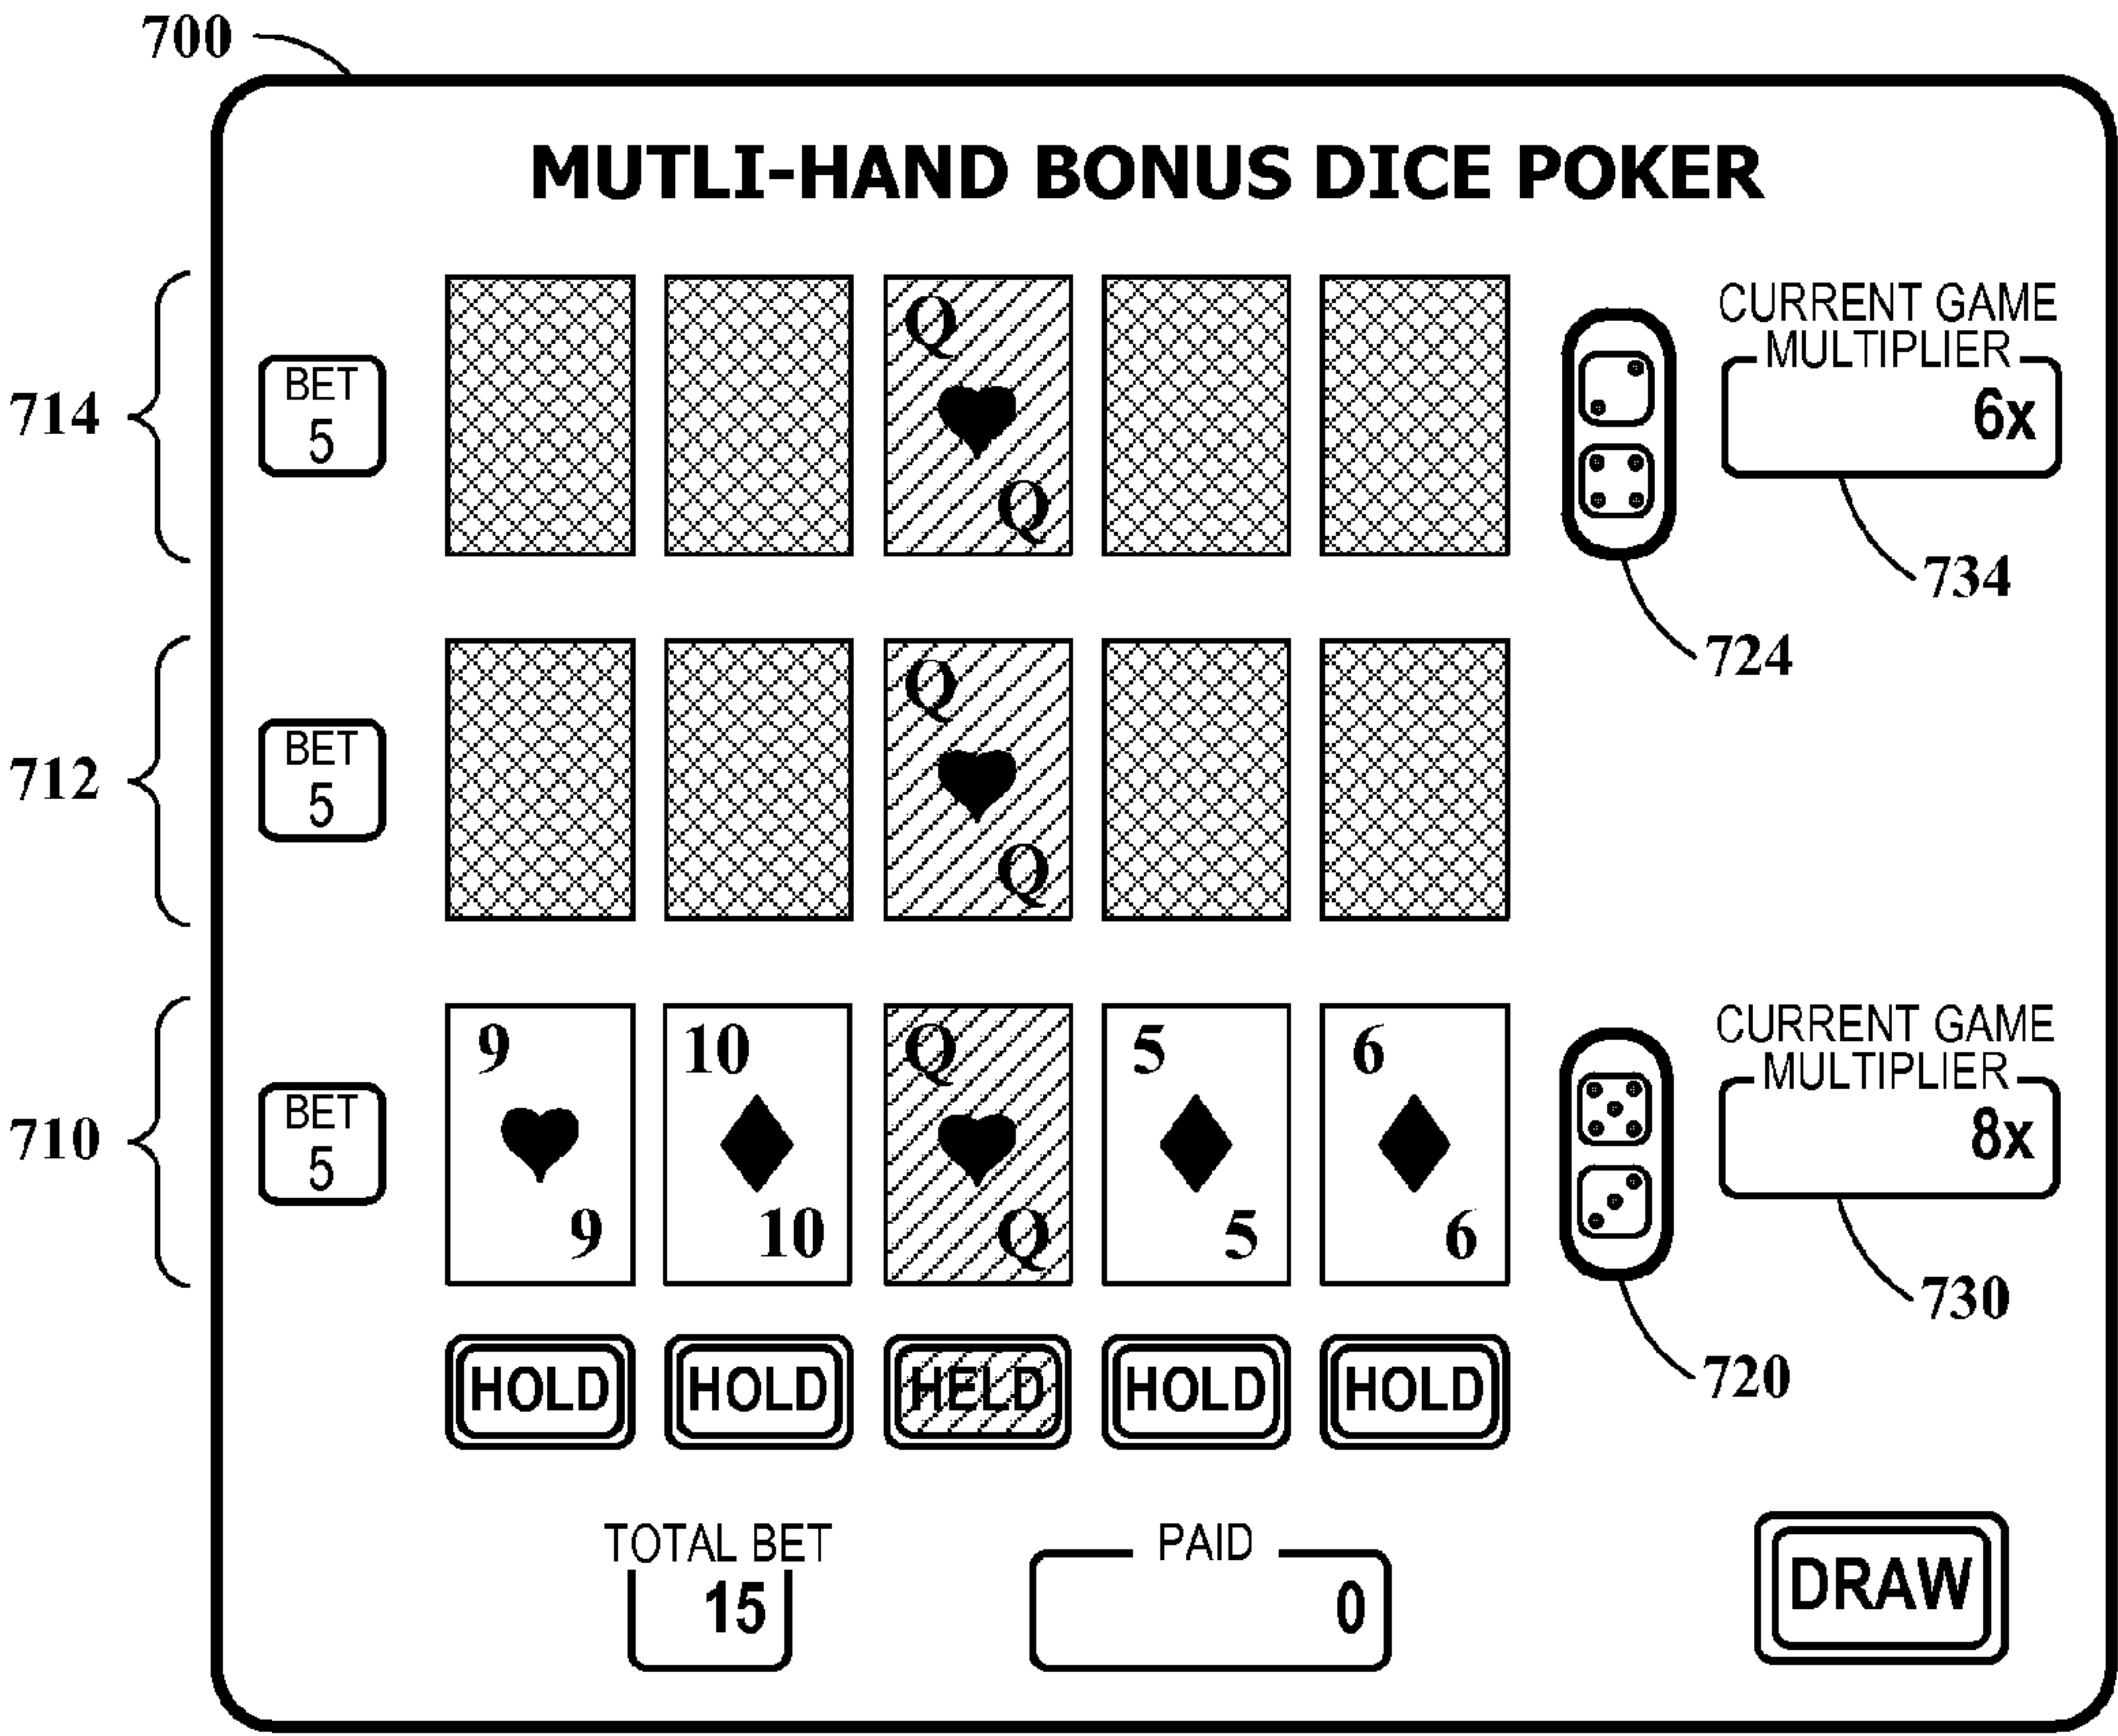 700
MUTLI-HAND BONUS DICE POKER
714
BET
5
Q
Q
CURRENT GAME
MULTIPLIER
6x
734
724
712
BET
5
Q
Q
710
BET
5
9
9
10
10
Q
Q
5
5
6
6
CURRENT GAME
MULTIPLIER
8x
730
720
HOLD HOLD HELD HOLD HOLD
TOTAL BET
15
PAID
0
DRAW